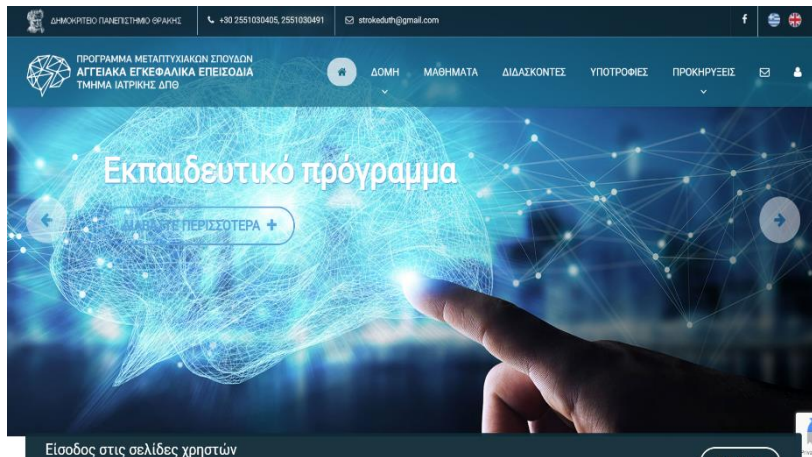 ΔΗΜΟΚΡΙΤΕΙΟ ΠΑΝΕΠΙΣΤΗΜΙΟ ΘΡΑΚΗΣ
+30 2551030405, 2551030491
strokeduth@gmail.com
f
ΠΡΟΓΡΑΜΜΑ ΜΕΤΑΠΤΥΧΙΑΚΩΝ ΣΠΟΥΔΩΝ
ΑΓΓΕΙΑΚΑ ΕΓΚΕΦΑΛΙΚΑ ΕΠΕΙΣΟΔΙΑ
ΤΜΗΜΑ ΙΑΤΡΙΚΗΣ ΔΠΘ
ΔΟΜΗ ΜΑΘΗΜΑΤΑ ΔΙΔΑΣΚΟΝΤΕΣ ΥΠΟΤΡΟΦΙΕΣ ΠΡΟΚΗΡΥΞΕΙΣ
Εκπαιδευτικό πρόγραμμα
ΔΙΑΒΑΣΤΕ ΠΕΡΙΣΣΟΤΕΡΑ +
Είσοδος στις σελίδες χρηστών